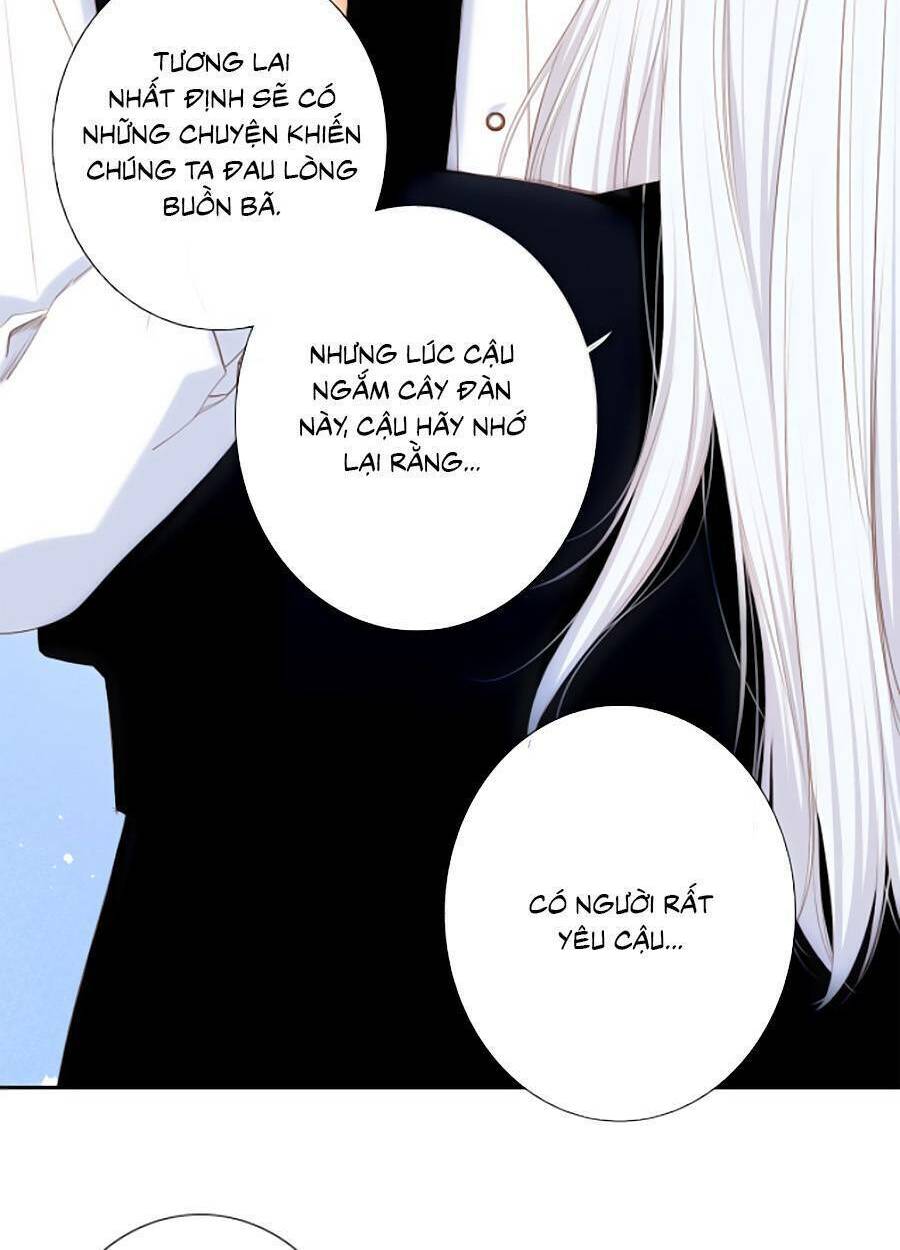 TƯƠNG LAI
NHẤT ĐỊNH SẼ CÓ
NHỮNG CHUYỆN KHIẾN
CHÚNG TA ĐAU LÒNG
BUỒN BÃ.
NHƯNG LÚC CẬU
NGẮM CÂY ĐÀN
NÀY, CẬU HÃY NHỚ
LẠI RẰNG...
CÓ NGƯỜI RẤT
YÊU CẬU...